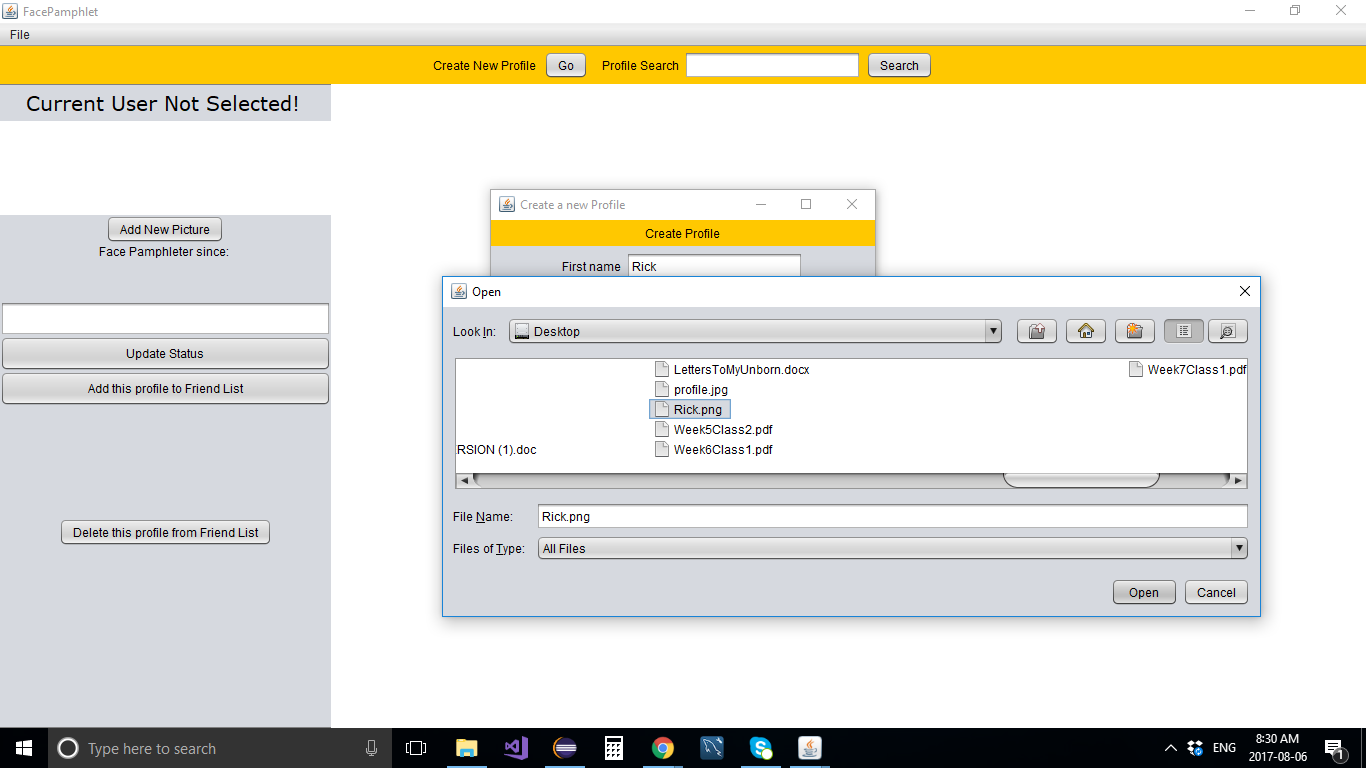 FacePamphlet
File
Create New Profile Go Profile Search Search
Current User Not Selected!
Add New Picture
Face Pamphleter since:
Update Status
Add this profile to Friend List
Delete this profile from Friend List
Create a new Profile
Create Profile
First name Rick
Open
Look In: Desktop
LettersToMyUnborn.docx Week7Class1.pdf
profile.jpg
Rick.png
Week5Class2.pdf
RSION (1).doc Week6Class1.pdf
File Name: Rick.png
Files of Type: All Files
Open Cancel
Type here to search
ENG
8:30 AM
2017-08-06
1